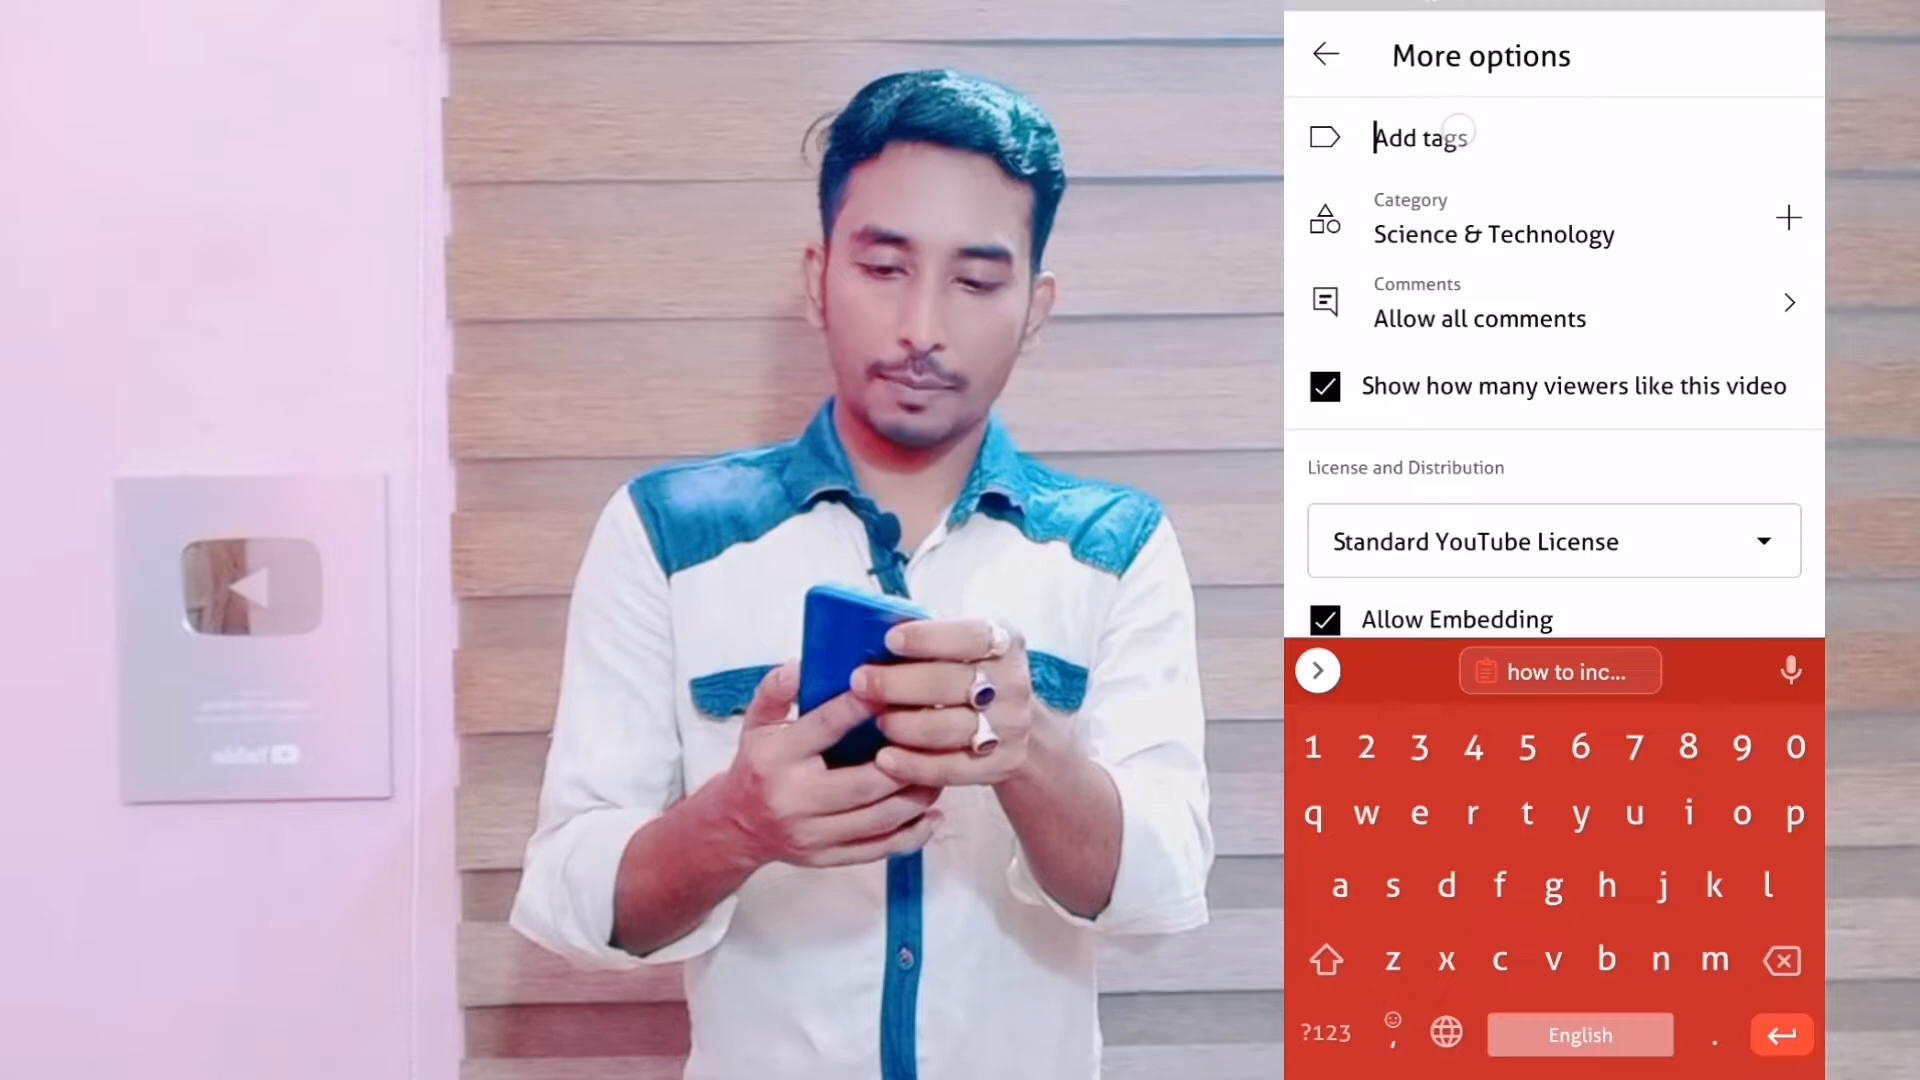 More options
Add tags
Category
Science & Technology
Comments
Allow all comments
Show how many viewers like this video
License and Distribution
Standard YouTube License
Allow Embedding
how to inc...
1 2 3 4 5 6 7 8 9 0
q w e r t y u i o p
a s d f g h j k l
z x c v b n m
?123 , English .
YouTube